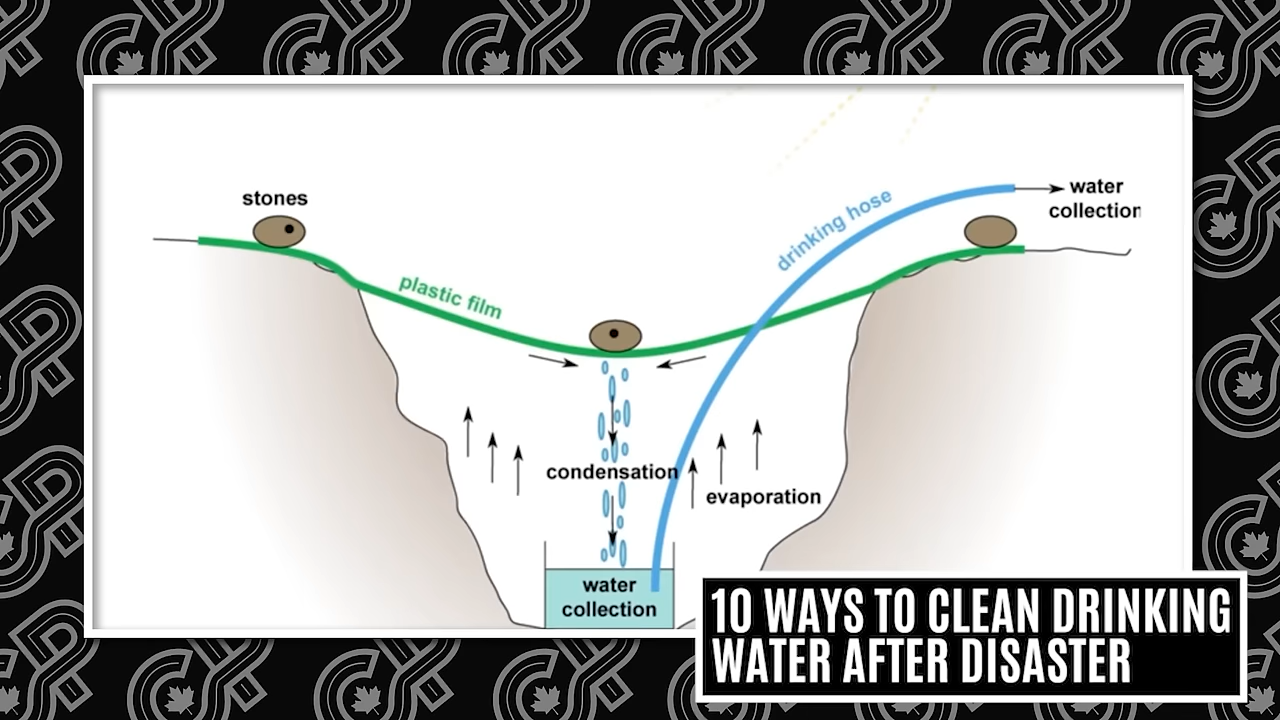 stones
water
collection
drinking hose
plastic film
condensation
evaporation
water
collection
10 WAYS TO CLEAN DRINKING
WATER AFTER DISASTER